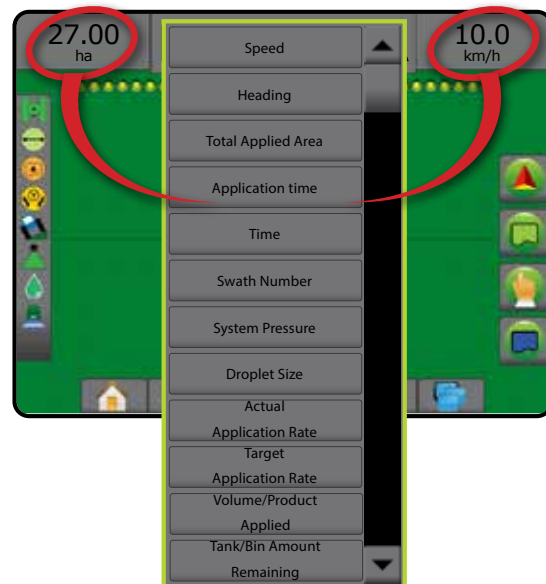 27.00
ha
10.0
km/h
Speed
Heading
Total Applied Area
Application time
Time
Swath Number
System Pressure
Droplet Size
Actual
Application Rate
Target
Application Rate
Volume/Product
Applied
Tank/Bin Amount
Remaining